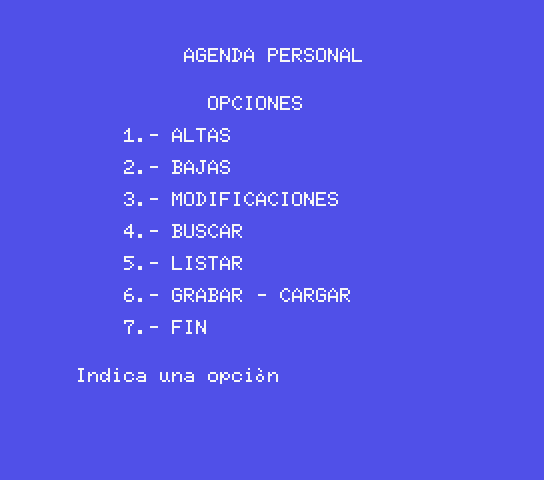 AGENDA PERSONAL
OPCIONES
1.- ALTAS
2.- BAJAS
3.- MODIFICACIONES
4.- BUSCAR
5.- LISTAR
6.- GRABAR - CARGAR
7.- FIN
Indica una opciòn